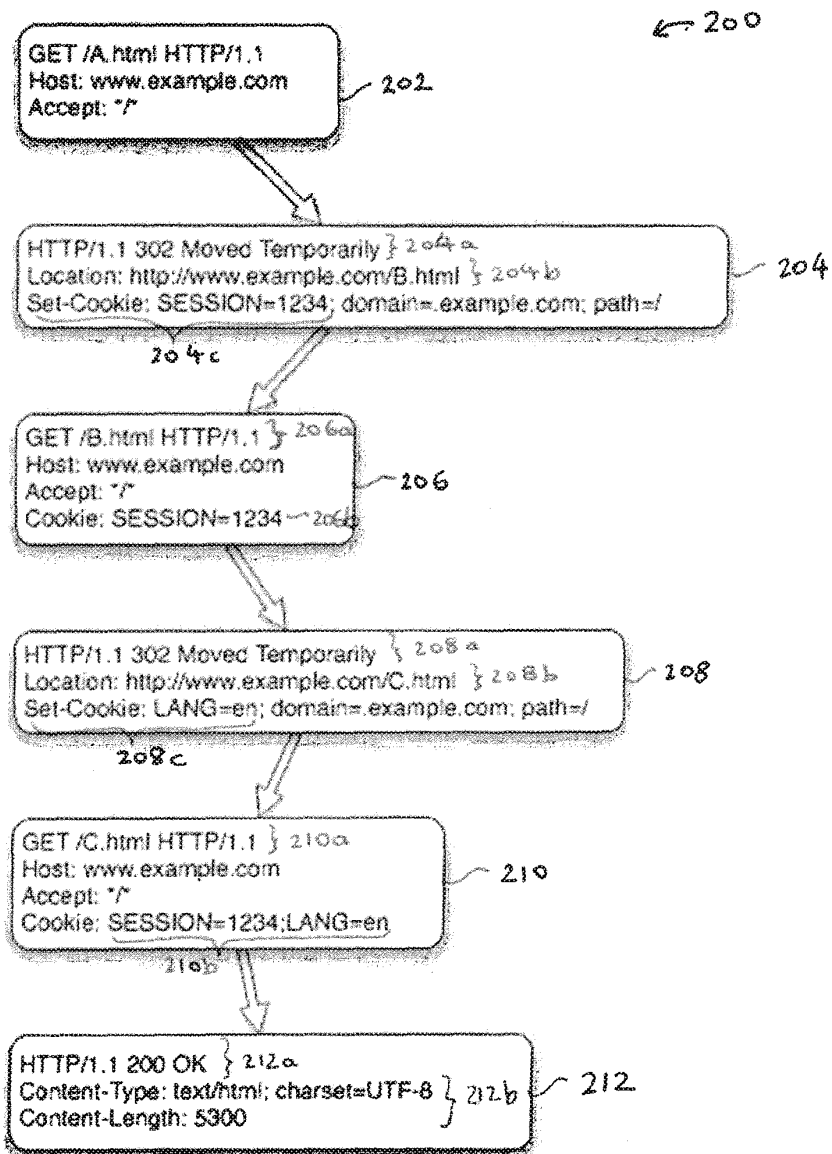 200
GET /A.html HTTP/1.1
Host: www.example.com
Accept: "/"
202
HTTP/1.1 302 Moved Temporarily } 204a
Location: http://www.example.com/B.html } 204b
Set-Cookie: SESSION=1234; domain=.example.com; path=/
204
204c
GET /B.html HTTP/1.1 } 206a
Host: www.example.com
Accept: "/"
Cookie: SESSION=1234 206b
206
HTTP/1.1 302 Moved Temporarily } 208a
Location: http://www.example.com/C.html } 208b
Set-Cookie: LANG=en; domain=.example.com; path=/
208
208c
GET /C.html HTTP/1.1 } 210a
Host: www.example.com
Accept: "/"
Cookie: SESSION=1234;LANG=en
210
210b
HTTP/1.1 200 OK } 212a
Content-Type: text/html; charset=UTF-8
Content-Length: 5300
} 212b
212